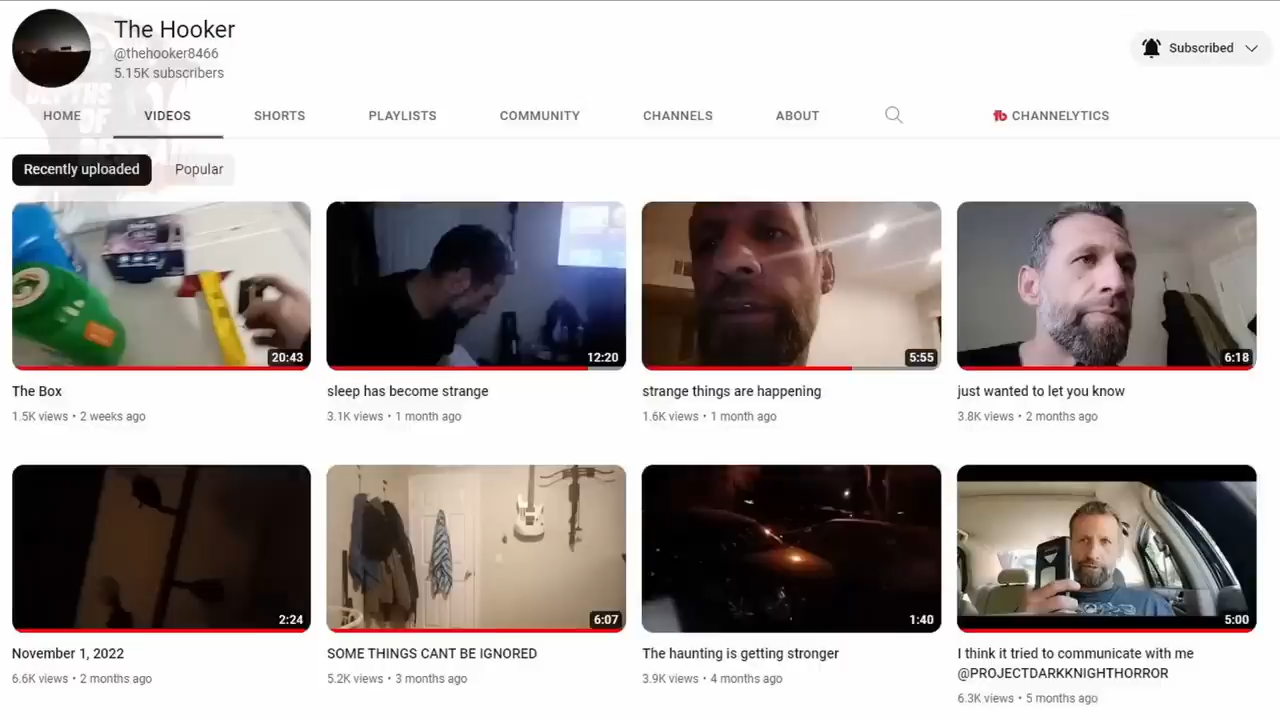 The Hooker
@thehooker8466
5.15K subscribers
Subscribed
DEPTHS
OF
HOME VIDEOS SHORTS PLAYLISTS COMMUNITY CHANNELS ABOUT CHANNELYTICS
Recently uploaded Popular
20:43 12:20 5:55 6:18
The Box sleep has become strange strange things are happening just wanted to let you know
1.5K views • 2 weeks ago 3.1K views • 1 month ago 1.6K views • 1 month ago 3.8K views • 2 months ago
2:24 6:07 1:40 5:00
November 1, 2022 SOME THINGS CANT BE IGNORED The haunting is getting stronger I think it tried to communicate with me
@PROJECTDARKKNIGHTHORROR
6.6K views • 2 months ago 5.2K views • 3 months ago 3.9K views • 4 months ago
6.3K views • 5 months ago